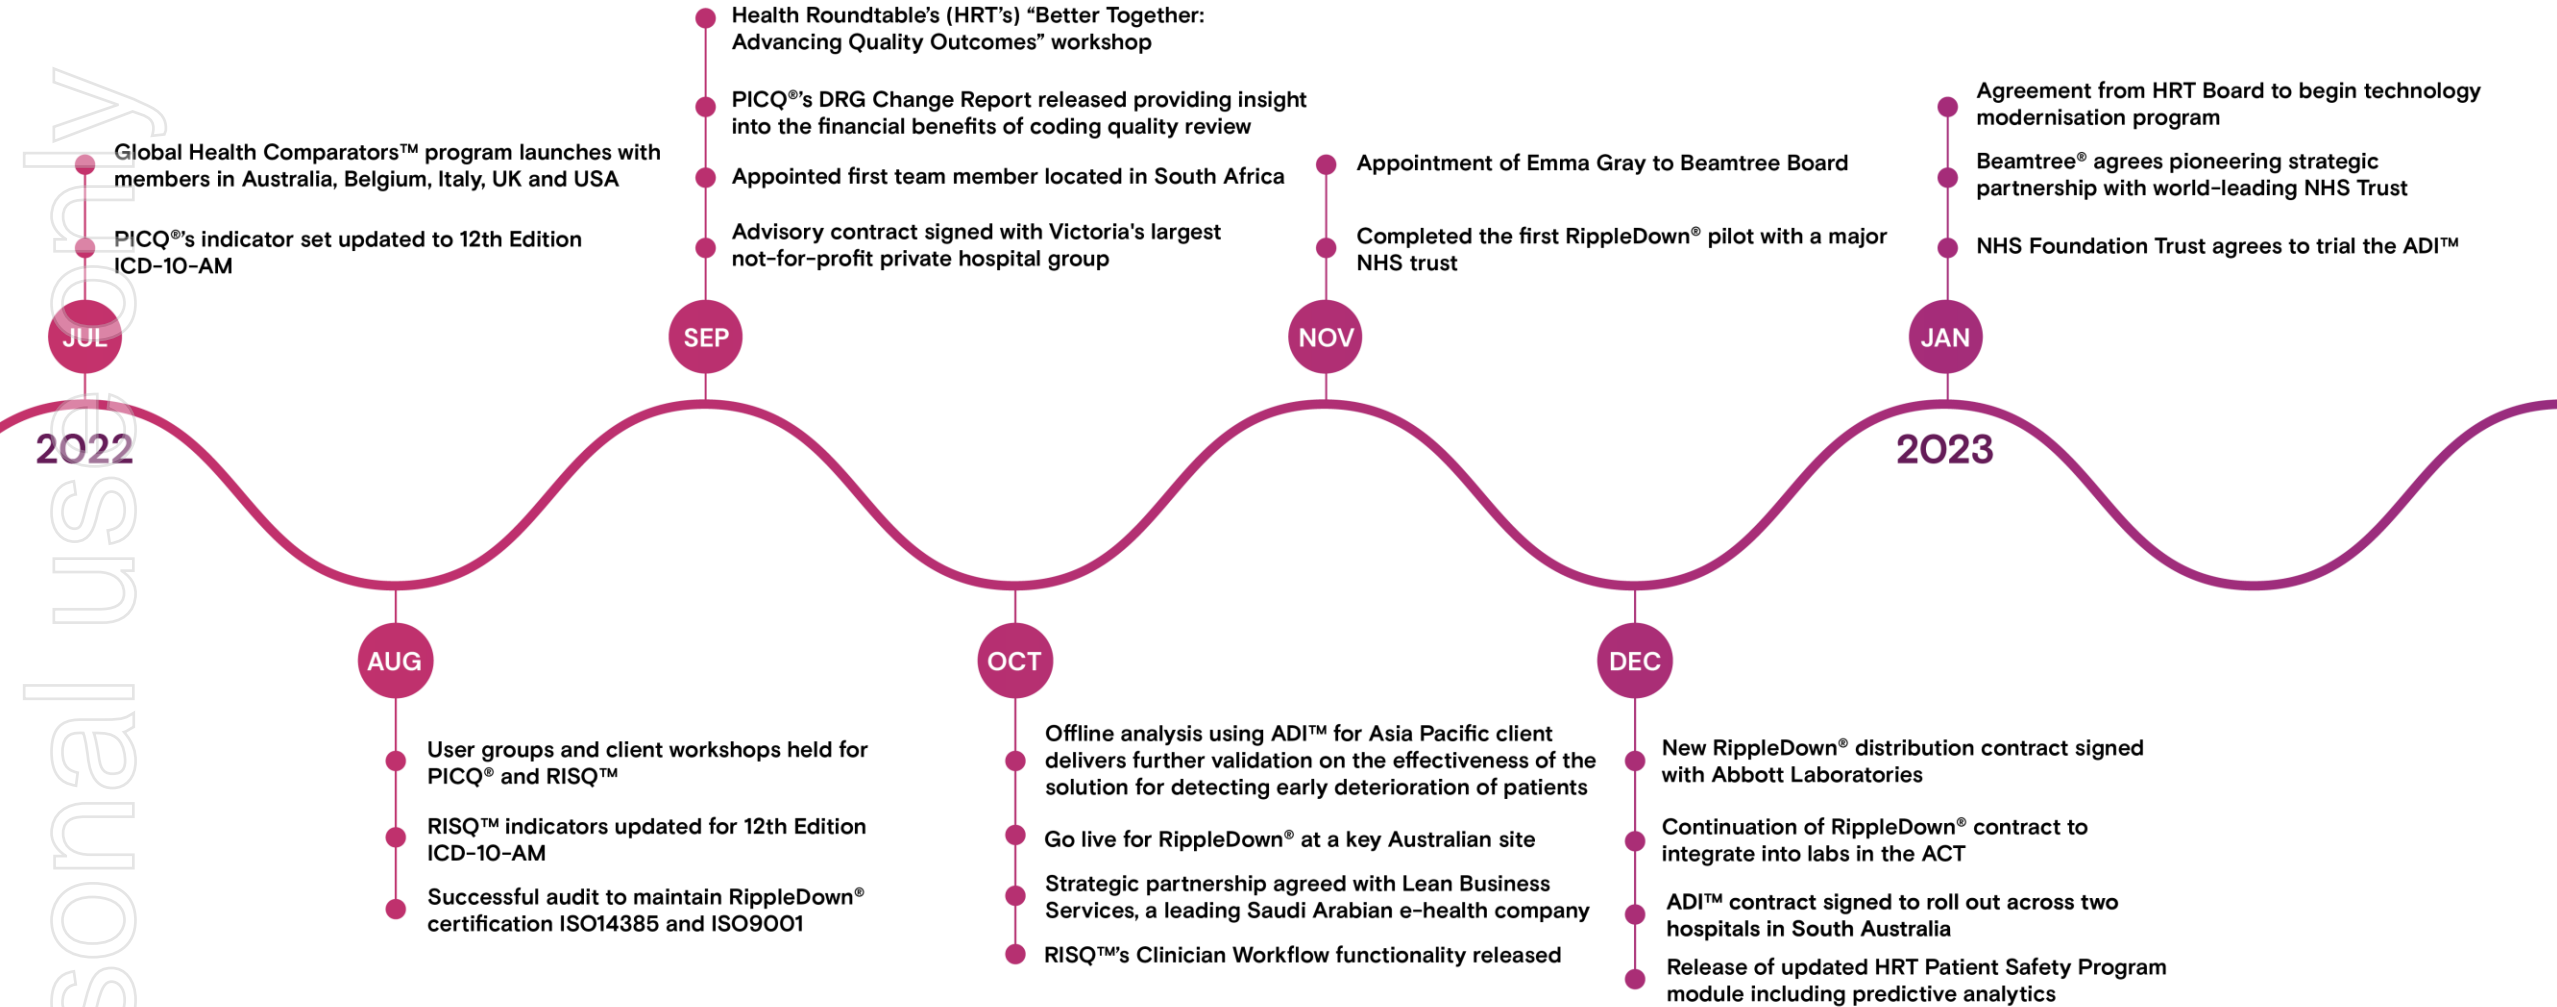 Global Health Comparators™ program launches with
members in Australia, Belgium, Italy, UK and USA
PICQ®'s indicator set updated to 12th Edition
ICD-10-AM
JUL
2022
User groups and client workshops held for
PICQ® and RISQ™
RISQ™ indicators updated for 12th Edition
ICD-10-AM
Successful audit to maintain RippleDown®
certification ISO14385 and ISO9001
AUG
Health Roundtable's (HRT's) “Better Together:
Advancing Quality Outcomes” workshop
PICQ®'s DRG Change Report released providing insight
into the financial benefits of coding quality review
Appointed first team member located in South Africa
Advisory contract signed with Victoria's largest
not-for-profit private hospital group
SEP
OCT
Offline analysis using ADI™ for Asia Pacific client
delivers further validation on the effectiveness of the
solution for detecting early deterioration of patients
Go live for RippleDown® at a key Australian site
Strategic partnership agreed with Lean Business
Services, a leading Saudi Arabian e-health company
RISQ™'s Clinician Workflow functionality released
Appointment of Emma Gray to Beamtree Board
Completed the first RippleDown® pilot with a major
NHS trust
NOV
DEC
New RippleDown® distribution contract signed
with Abbott Laboratories
Continuation of RippleDown® contract to
integrate into labs in the ACT
ADI™ contract signed to roll out across two
hospitals in South Australia
Release of updated HRT Patient Safety Program
module including predictive analytics
Agreement from HRT Board to begin technology
modernisation program
Beamtree® agrees pioneering strategic
partnership with world-leading NHS Trust
NHS Foundation Trust agrees to trial the ADI™
JAN
2023
sonal use only